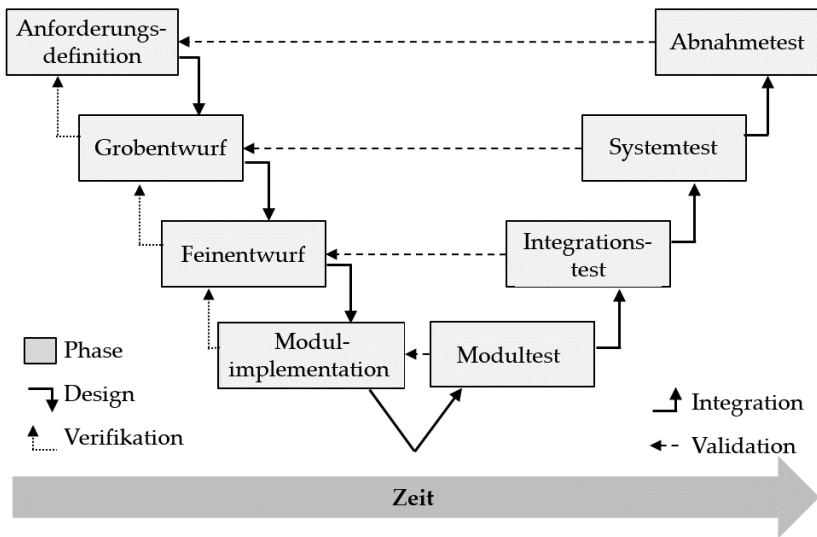 Anforderungs-
definition
Abnahmetest
Grobentwurf
Systemtest
Feinentwurf
Integrations-
test
Modul-
implementation
Modultest
Phase
Design
Verifikation
Integration
Validation
Zeit